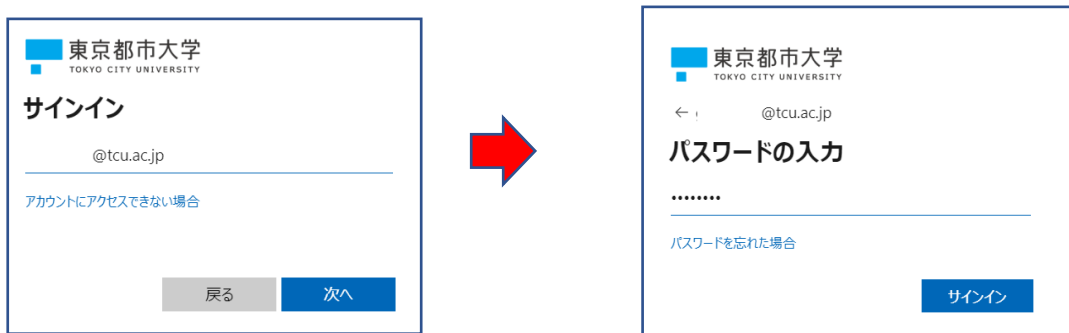 東京都市大学
TOKYO CITY UNIVERSITY
サインイン
@tcu.ac.jp
アカウントにアクセスできない場合
戻る
次へ
東京都市大学
TOKYO CITY UNIVERSITY
← @tcu.ac.jp
パスワードの入力
••••••••
パスワードを忘れた場合
サインイン